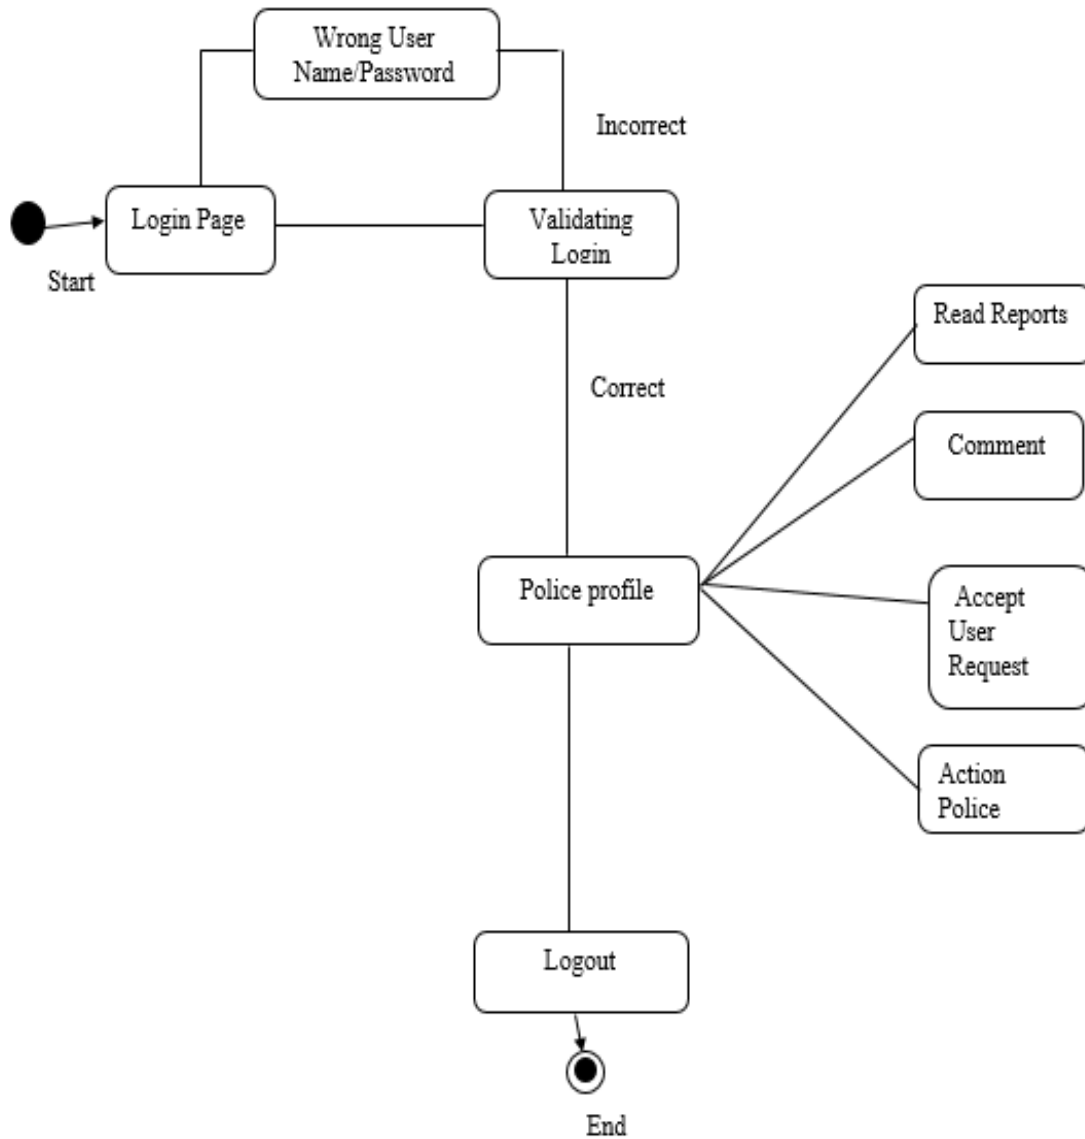 Wrong User
Name/Password
Incorrect
Login Page
Validating
Login
Start
Read Reports
Correct
Comment
Police profile
Accept
User
Request
Action
Police
Logout
End